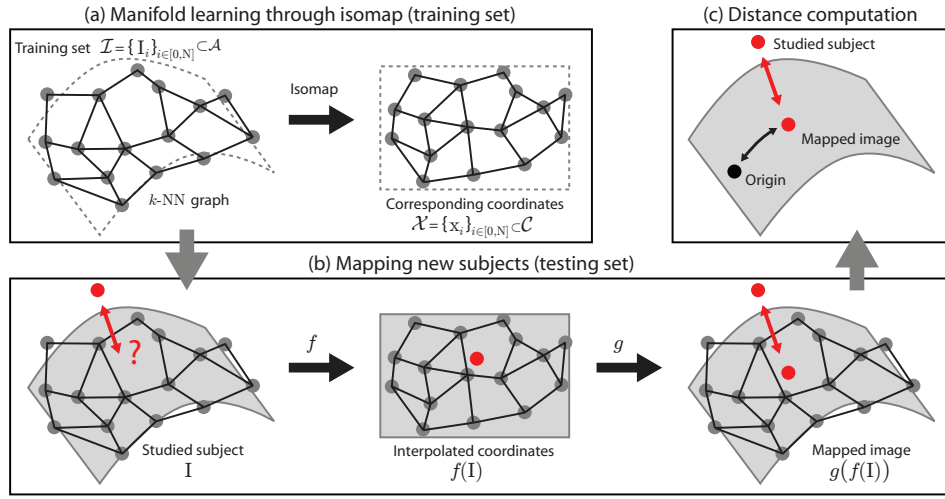 (a) Manifold learning through isomap (training set)
Training set 𝓘={I_i}_{i∈[0,N]}⊂𝒜
Isomap
k-NN graph
Corresponding coordinates
𝒳={x_i}_{i∈[0,N]}⊂𝒞
(c) Distance computation
Studied subject
Mapped image
Origin
(b) Mapping new subjects (testing set)
?
f
g
Studied subject
I
Interpolated coordinates
f(I)
Mapped image
g(f(I))